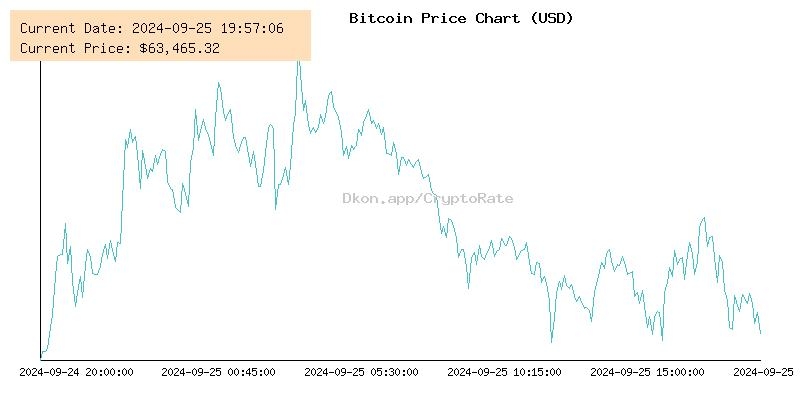 Bitcoin Price Chart (USD)
Current Date: 2024-09-25 19:57:06
Current Price: $63,465.32
Dkon.app/CryptoRate
2024-09-24 20:00:00 2024-09-25 00:45:00 2024-09-25 05:30:00 2024-09-25 10:15:00 2024-09-25 15:00:00 2024-09-25